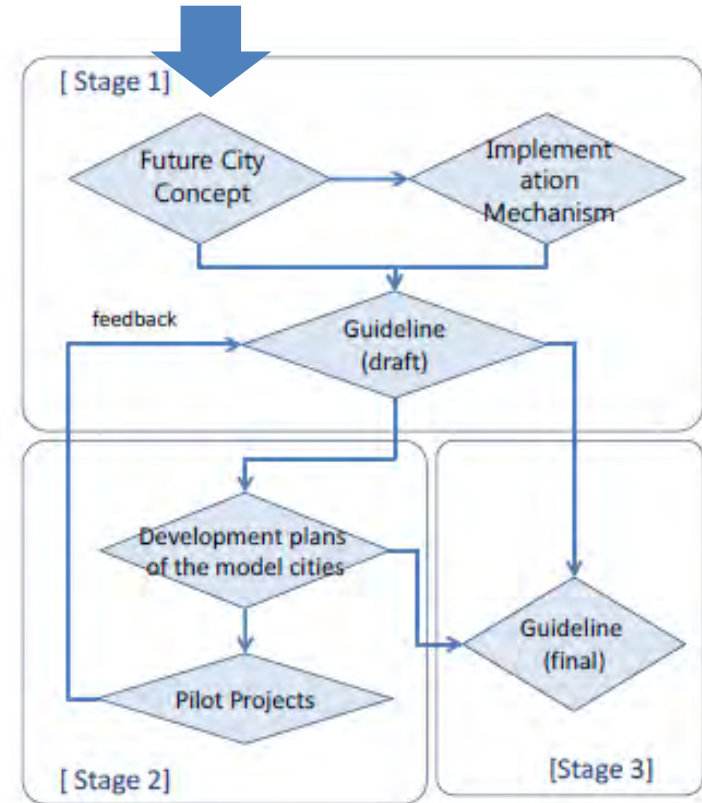 [ Stage 1]
Future City
Concept
Implement
ation
Mechanism
feedback
Guideline
(draft)
Development plans
of the model cities
Pilot Projects
Guideline
(final)
[ Stage 2]
[Stage 3]